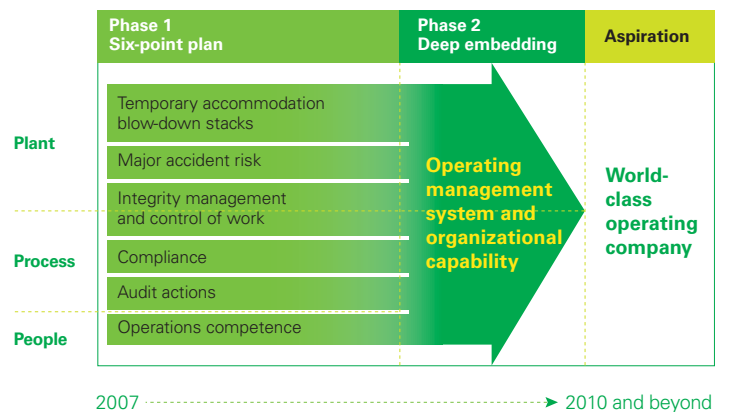 Phase 1
Six-point plan
Phase 2
Deep embedding
Aspiration
Plant
Temporary accommodation
blow-down stacks
Major accident risk
Integrity management
and control of work
Process
Compliance
Audit actions
People
Operations competence
Operating
management
system and
organizational
capability
World-
class
operating
company
2007
2010 and beyond